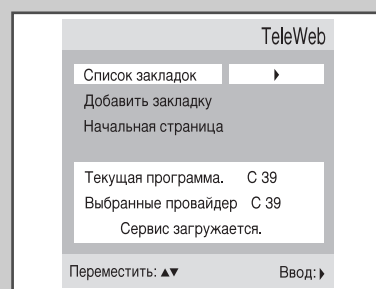 TeleWeb
Список закладок
Добавить закладку
Начальная страница
Текущая программа. С 39
Выбранные провайдер С 39
Сервис загружается.
Переместить: ▲▼ Ввод: ▶